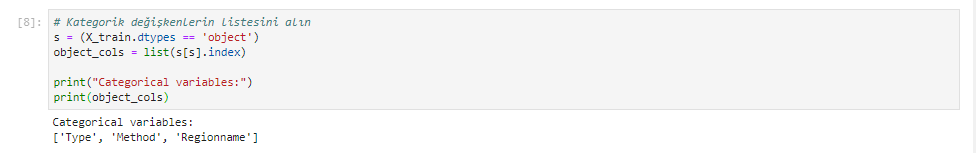 [8]: # Kategorik değişkenlerin listesini alın
s = (X_train.dtypes == 'object')
object_cols = list(s[s].index)
print("Categorical variables:")
print(object_cols)
Categorical variables:
['Type', 'Method', 'Regionname']